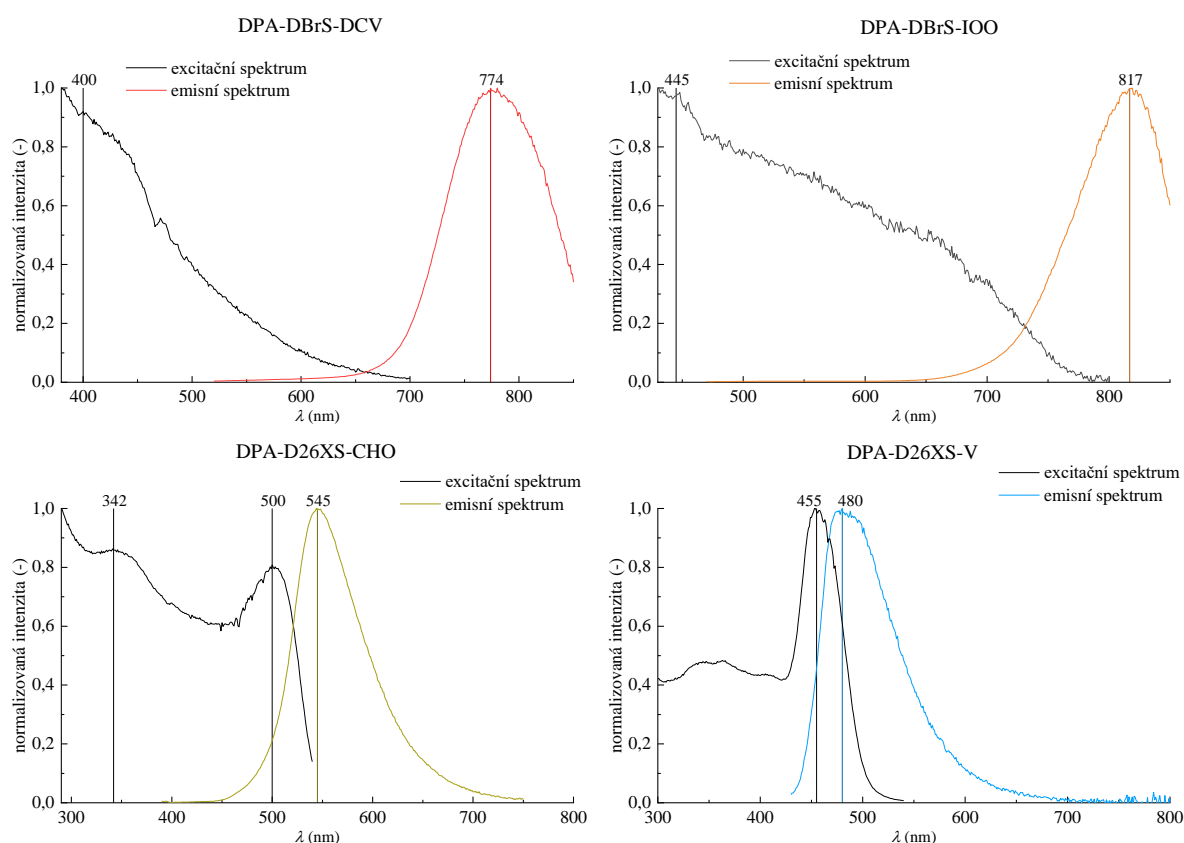 DPA-DBrS-DCV
excitační spektrum
emisní spektrum
400
774
1,0
0,8
0,6
0,4
0,2
0,0
normalizovaná intenzita (-)
400
500
600
700
800
λ (nm)
DPA-DBrS-IOO
excitační spektrum
emisní spektrum
445
817
1,0
0,8
0,6
0,4
0,2
0,0
normalizovaná intenzita (-)
500
600
700
800
λ (nm)
DPA-D26XS-CHO
excitační spektrum
emisní spektrum
342
500
545
1,0
0,8
0,6
0,4
0,2
0,0
normalizovaná intenzita (-)
300
400
500
600
700
800
λ (nm)
DPA-D26XS-V
excitační spektrum
emisní spektrum
455
480
1,0
0,8
0,6
0,4
0,2
0,0
normalizovaná intenzita (-)
300
400
500
600
700
800
λ (nm)